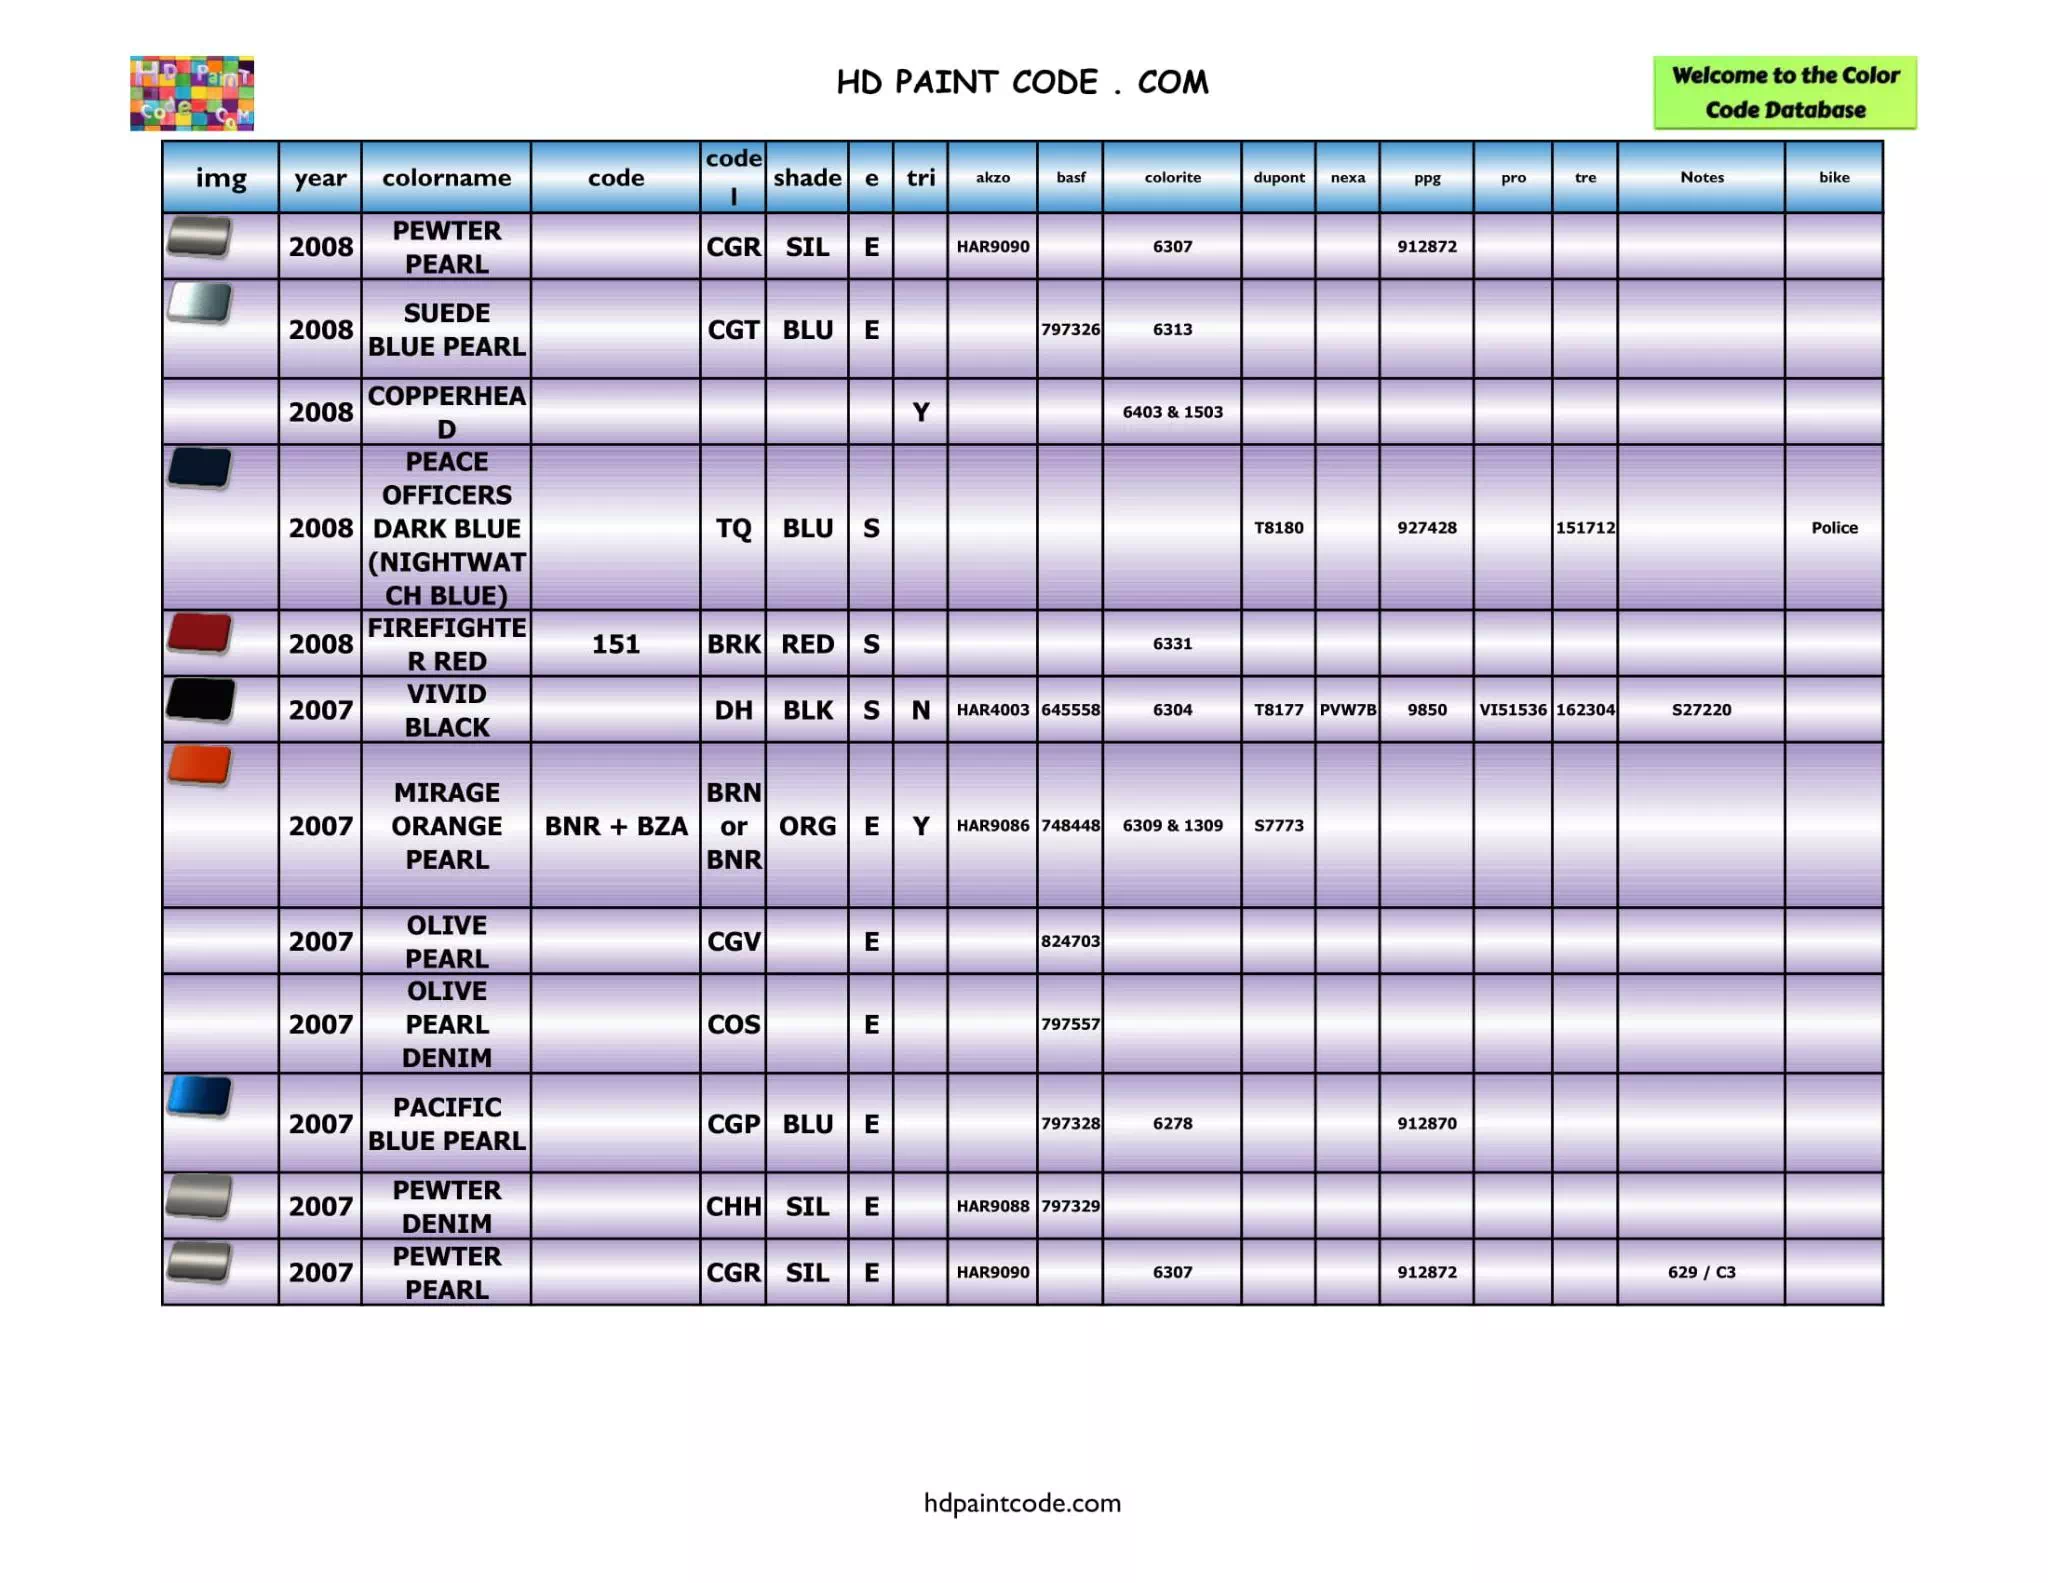 HD PainT
Code
CoM
HD PAINT CODE . COM
Welcome to the Color
Code Database
img year colorname code code l shade e tri akzo basf colorite dupont nexa ppg pro tre Notes bike
2008 PEWTER PEARL CGR SIL E HAR9090 6307 912872
2008 SUEDE BLUE PEARL CGT BLU E 797326 6313
2008 COPPERHEA D Y 6403 & 1503
2008 PEACE OFFICERS DARK BLUE (NIGHTWAT CH BLUE) TQ BLU S T8180 927428 151712 Police
2008 FIREFIGHTE R RED 151 BRK RED S 6331
2007 VIVID BLACK DH BLK S N HAR4003 645558 6304 T8177 PVW7B 9850 VI51536 162304 S27220
2007 MIRAGE ORANGE PEARL BNR + BZA BRN or BNR ORG E Y HAR9086 748448 6309 & 1309 S7773
2007 OLIVE PEARL CGV E 824703
2007 OLIVE PEARL DENIM COS E 797557
2007 PACIFIC BLUE PEARL CGP BLU E 797328 6278 912870
2007 PEWTER DENIM CHH SIL E HAR9088 797329
2007 PEWTER PEARL CGR SIL E HAR9090 6307 912872 629 / C3
hdpaintcode.com